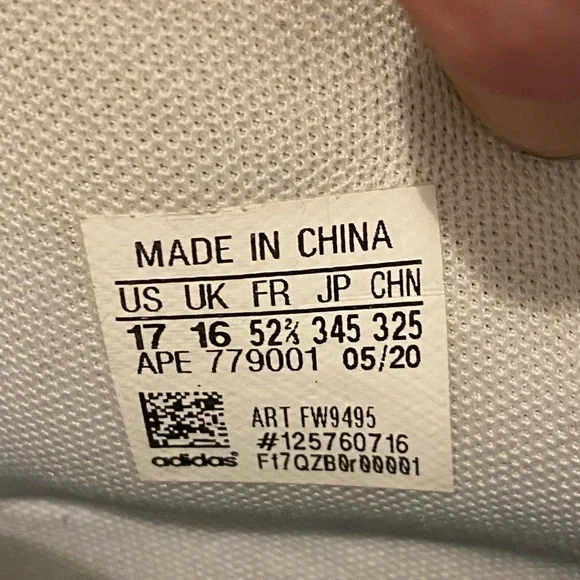 MADE IN CHINA
US UK FR JP CHN
17 16 52⅔ 345 325
APE 779001 05/20
ART FW9495
#125760716
adidas® Ft7QZB0r00001